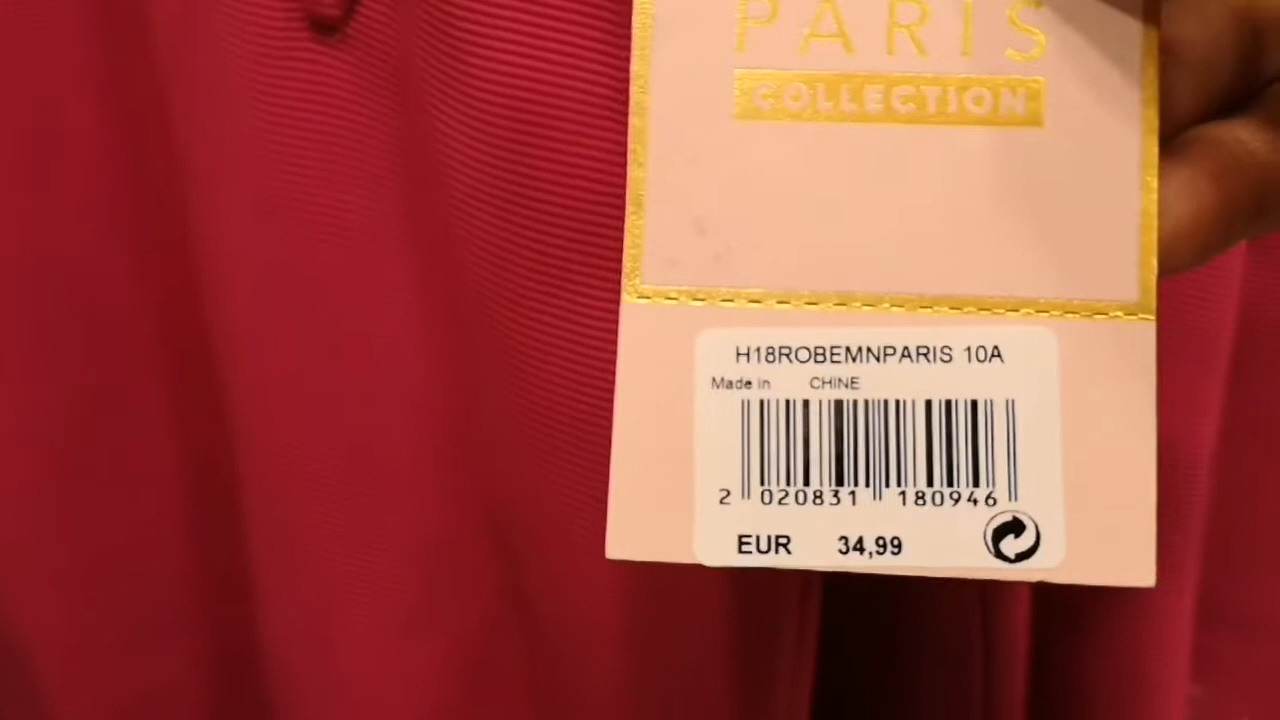 PARIS
COLLECTION
H18ROBEMNPARIS 10A
Made in CHINE
2 020831 180946
EUR 34,99